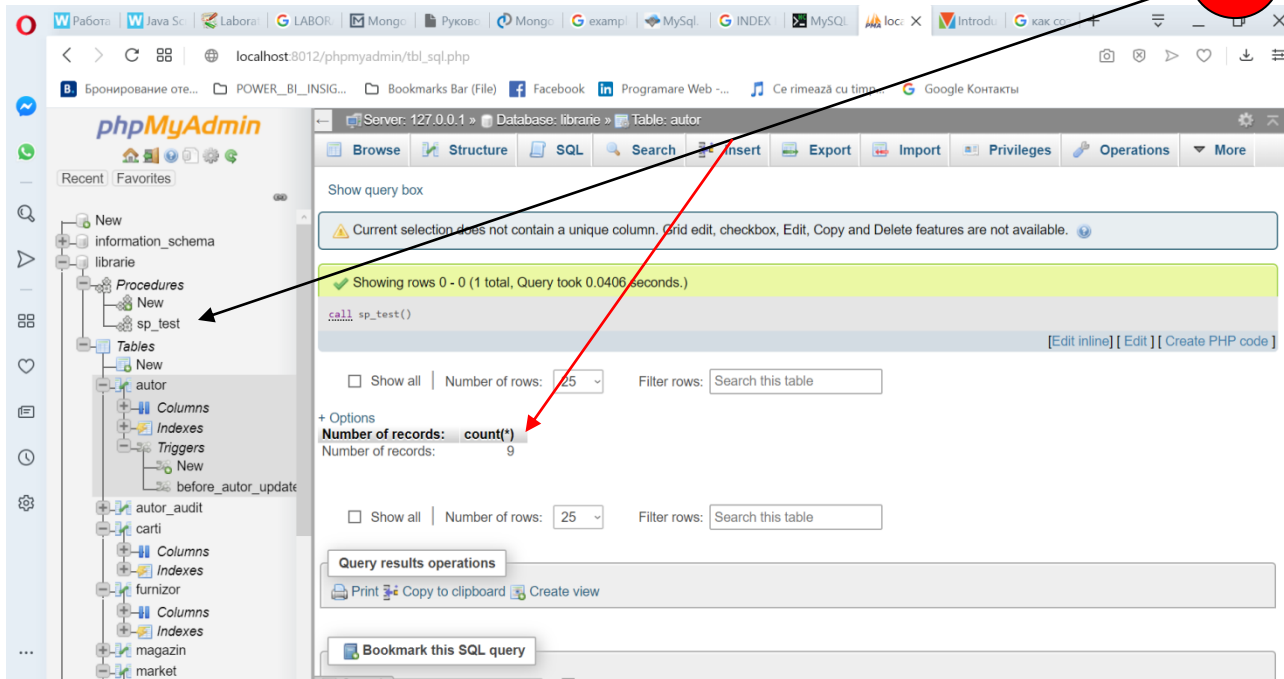 Работа
Java Sc
Laborat
LABOR
Mongo
Руково
Mongo
exampl
MySql.
INDEX
MySQL
loca
Introdu
как со
localhost:8012/phpmyadmin/tbl_sql.php
Бронирование оте...
POWER_BI_INSIG...
Bookmarks Bar (File)
Facebook
Programare Web -...
Ce rimează cu timp...
Google Контакты
phpMyAdmin
Recent Favorites
New
information_schema
librarie
Procedures
New
sp_test
Tables
New
autor
Columns
Indexes
Triggers
New
before_autor_update
autor_audit
carti
Columns
Indexes
furnizor
Columns
Indexes
magazin
market
Server: 127.0.0.1 » Database: librarie » Table: autor
Browse Structure SQL Search Insert Export Import Privileges Operations More
Show query box
Current selection does not contain a unique column. Grid edit, checkbox, Edit, Copy and Delete features are not available.
Showing rows 0 - 0 (1 total, Query took 0.0406 seconds.)
call sp_test()
[Edit inline] [ Edit ] [ Create PHP code ]
Show all | Number of rows: 25 Filter rows: Search this table
+ Options
Number of records: count(*)
Number of records: 9
Show all | Number of rows: 25 Filter rows: Search this table
Query results operations
Print Copy to clipboard Create view
Bookmark this SQL query